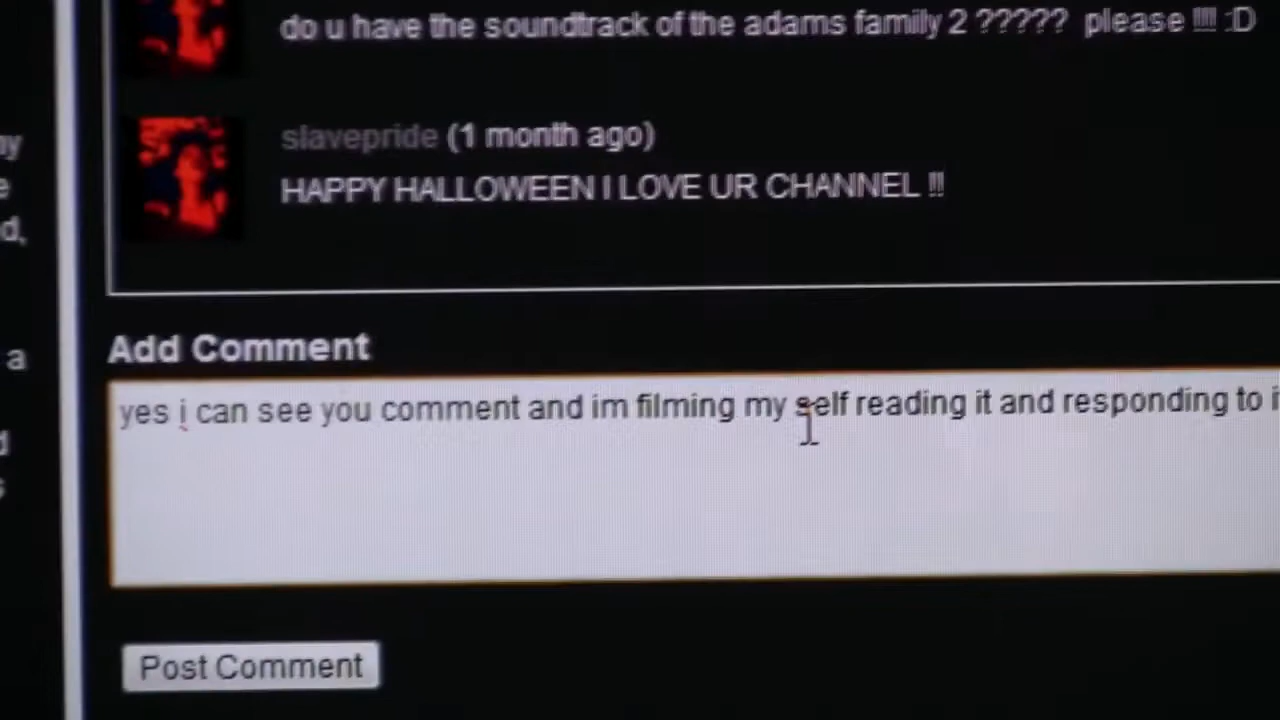 do u have the soundtrack of the adams family 2 ????? please !!!! :D
slavepride (1 month ago)
HAPPY HALLOWEEN I LOVE UR CHANNEL !!
Add Comment
yes i can see you comment and im filming my self reading it and responding to
Post Comment